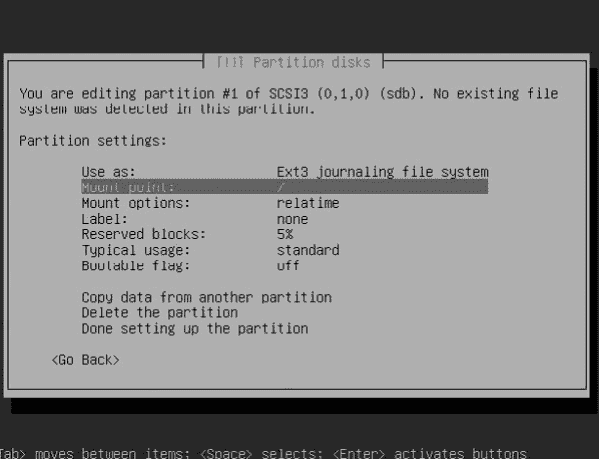 [!!] Partition disks
You are editing partition #1 of SCSI3 (0,1,0) (sdb). No existing file
system was detected in this partition.
Partition settings:
Use as: Ext3 journaling file system
Mount point: /
Mount options: relatime
Label: none
Reserved blocks: 5%
Typical usage: standard
Bootable flag: off
Copy data from another partition
Delete the partition
Done setting up the partition
<Go Back>
Tab> moves between items; <Space> selects; <Enter> activates buttons